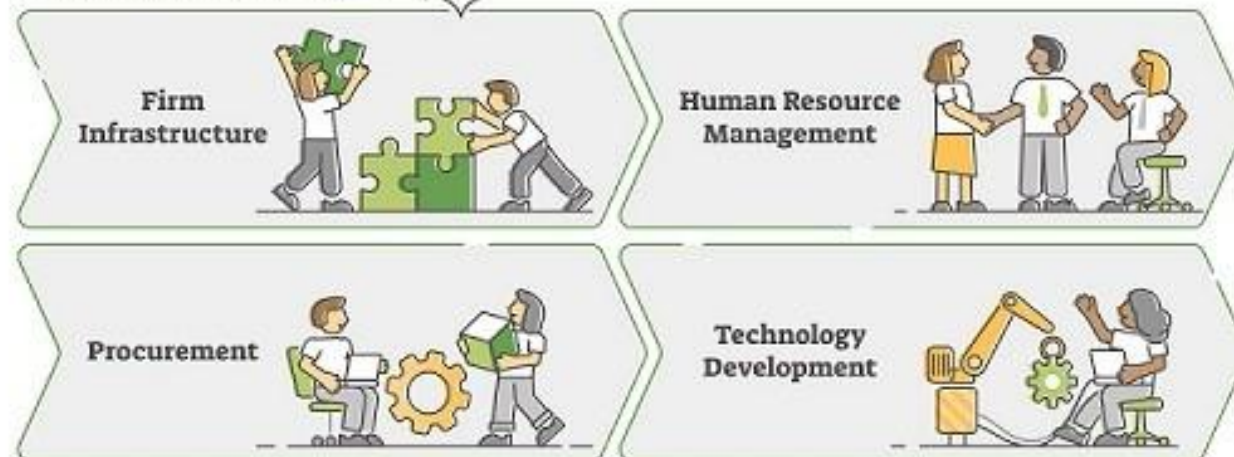 Firm
Infrastructure
Human Resource
Management
Procurement
Technology
Development